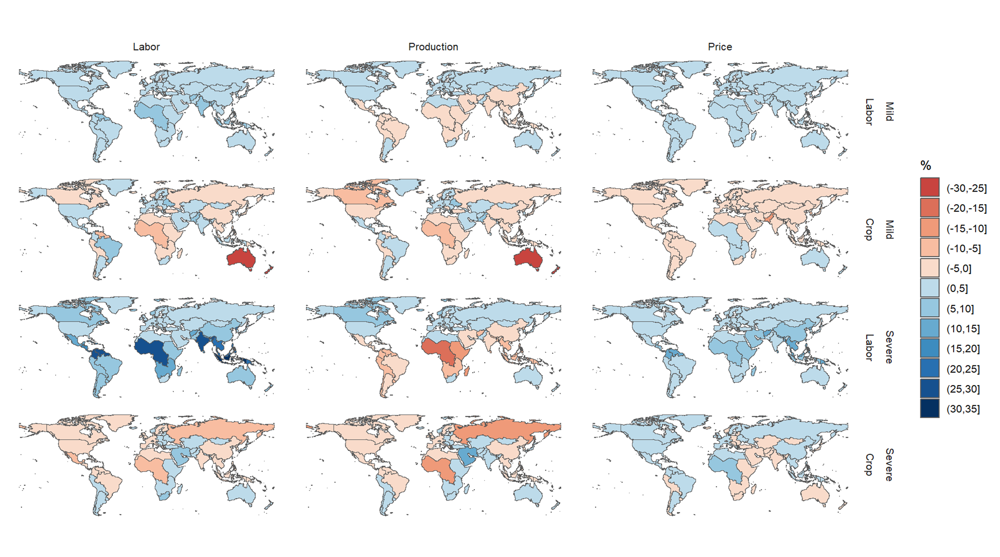 Labor
Production
Price
Mild
Labor
Mild
Crop
Severe
Labor
Severe
Crop
%
(-30,-25]
(-20,-15]
(-15,-10]
(-10,-5]
(-5,0]
(0,5]
(5,10]
(10,15]
(15,20]
(20,25]
(25,30]
(30,35]